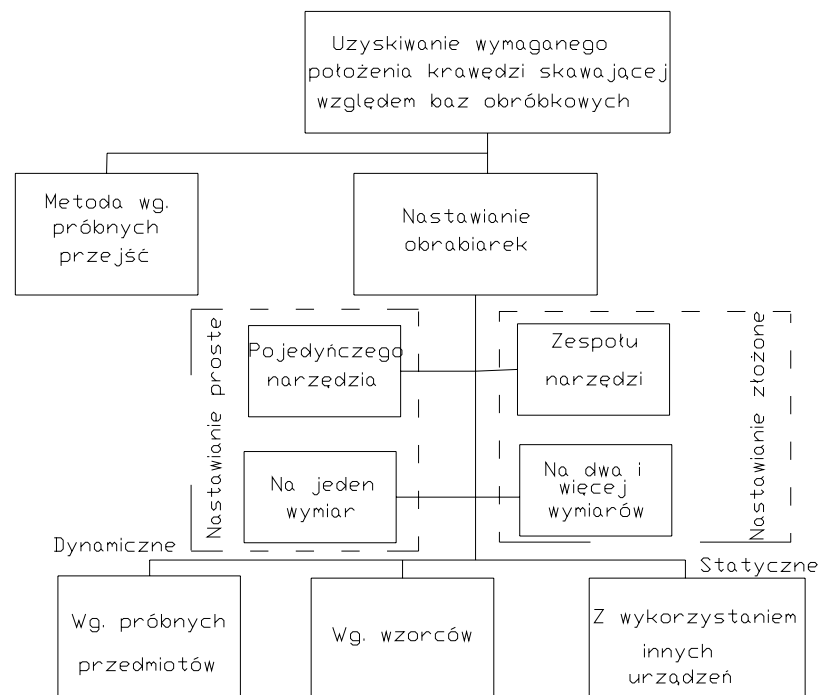 Uzyskiwanie wymaganego
położenia krawędzi skawającej
względem baz obróbkowych
Metoda wg.
próbnych
przejść
Nastawianie
obrabiarek
Nastawianie proste
Pojedyńczego
narzędzia
Zespołu
narzędzi
Nastawianie złożone
Na jeden
wymiar
Na dwa i
więcej
wymiarów
Dynamiczne
Statyczne
Wg. próbnych
przedmiotów
Wg. wzorców
Z wykorzystaniem
innych
urządzeń